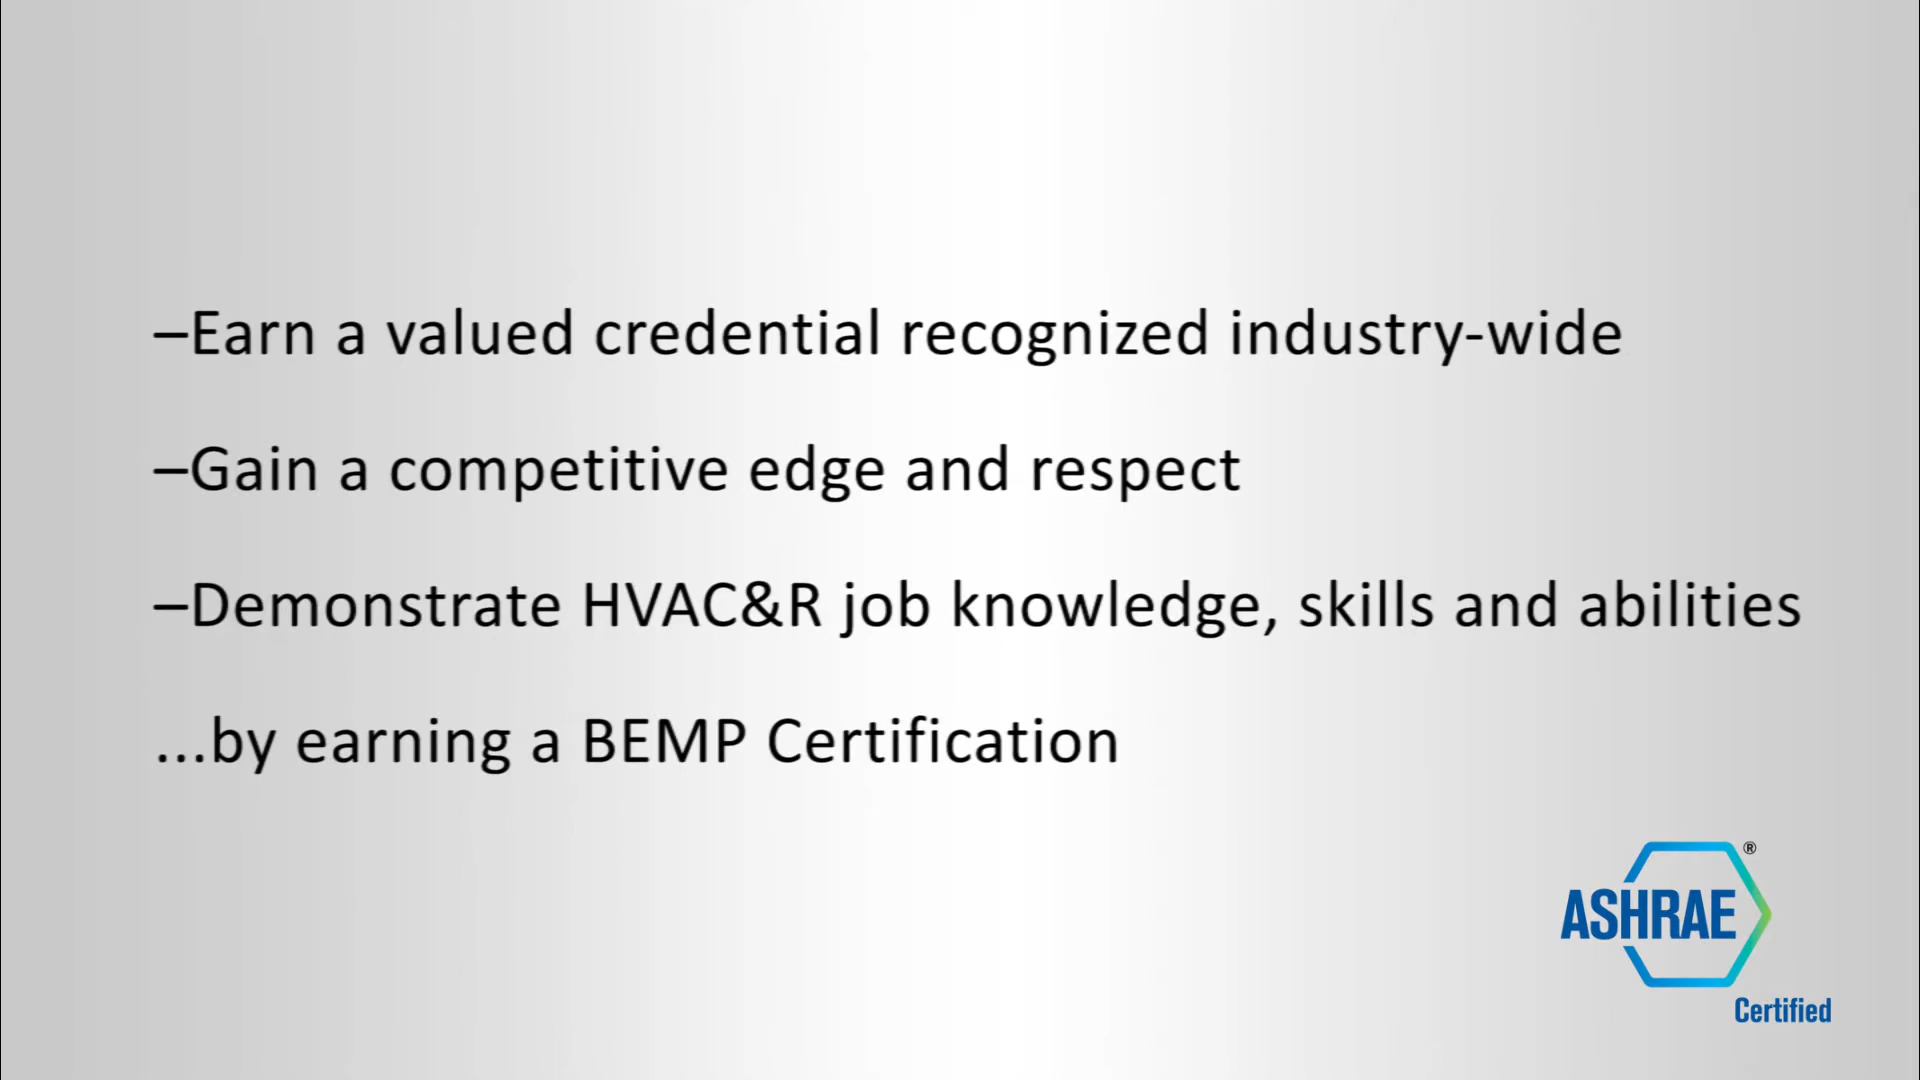 –Earn a valued credential recognized industry-wide
–Gain a competitive edge and respect
–Demonstrate HVAC&R job knowledge, skills and abilities
...by earning a BEMP Certification
ASHRAE®
Certified